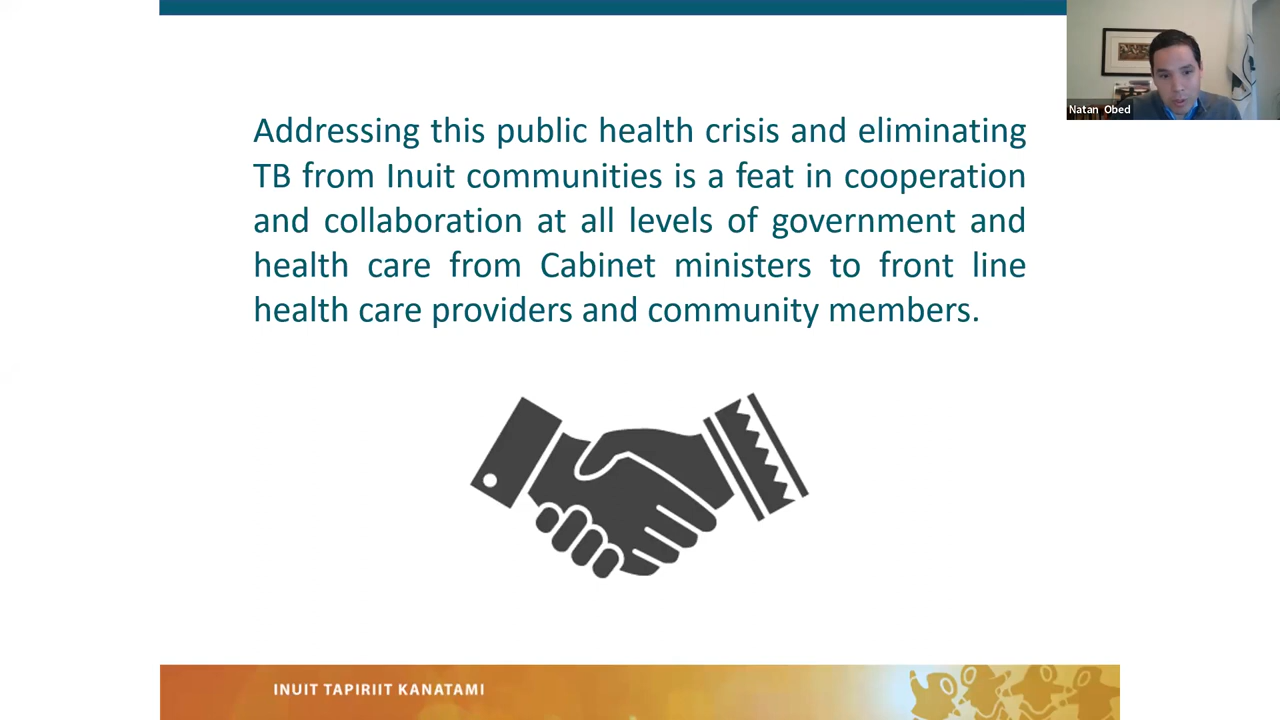 Natan Obed
Addressing this public health crisis and eliminating
TB from Inuit communities is a feat in cooperation
and collaboration at all levels of government and
health care from Cabinet ministers to front line
health care providers and community members.
INUIT TAPIRIIT KANATAMI